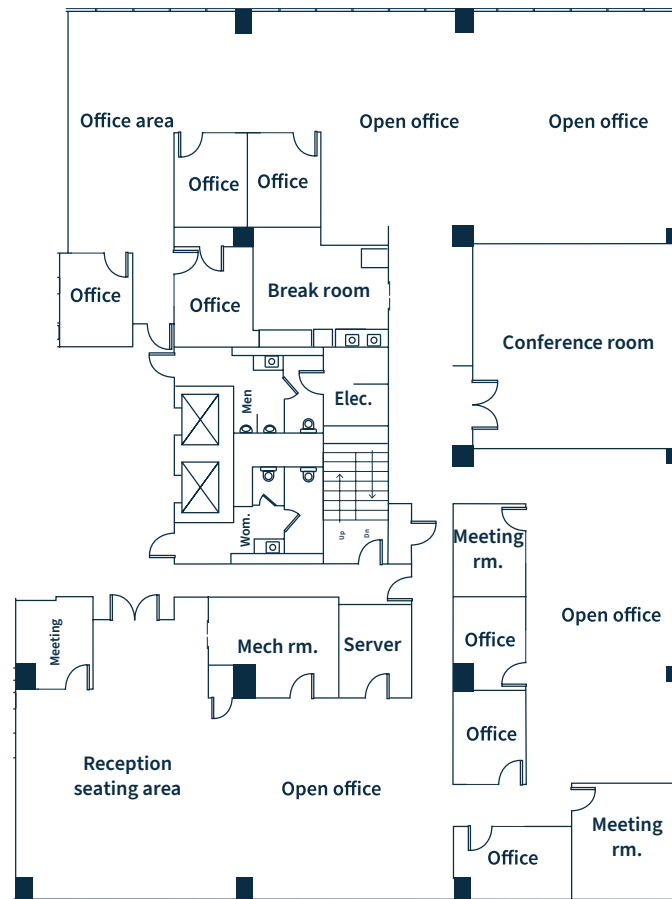 Office area
Open office
Open office
Office
Office
Office
Office
Break room
Conference room
Men
Elec.
Wom.
Up
Dn
Meeting
rm.
Open office
Meeting
Mech rm.
Server
Office
Office
Reception
seating area
Open office
Meeting
rm.
Office